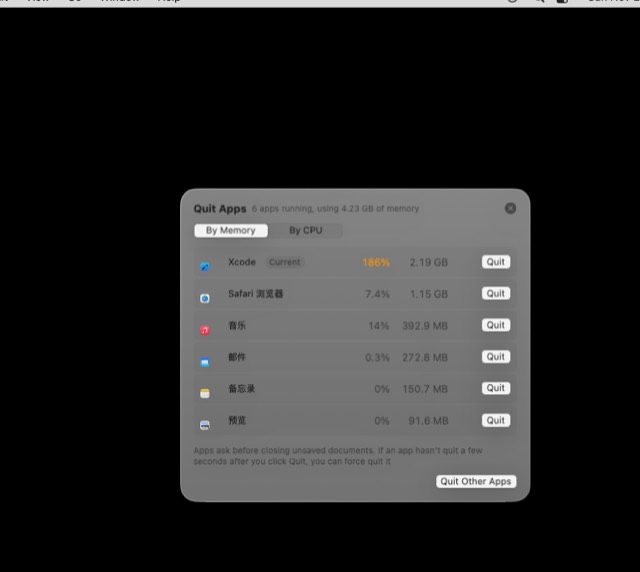 Quit Apps 6 apps running, using 4.23 GB of memory
By Memory By CPU
Xcode Current 186% 2.19 GB Quit
Safari 浏览器 7.4% 1.15 GB Quit
音乐 14% 392.9 MB Quit
邮件 0.3% 272.8 MB Quit
备忘录 0% 150.7 MB Quit
预览 0% 91.6 MB Quit
Apps ask before closing unsaved documents. If an app hasn't quit a few
seconds after you click Quit, you can force quit it
Quit Other Apps